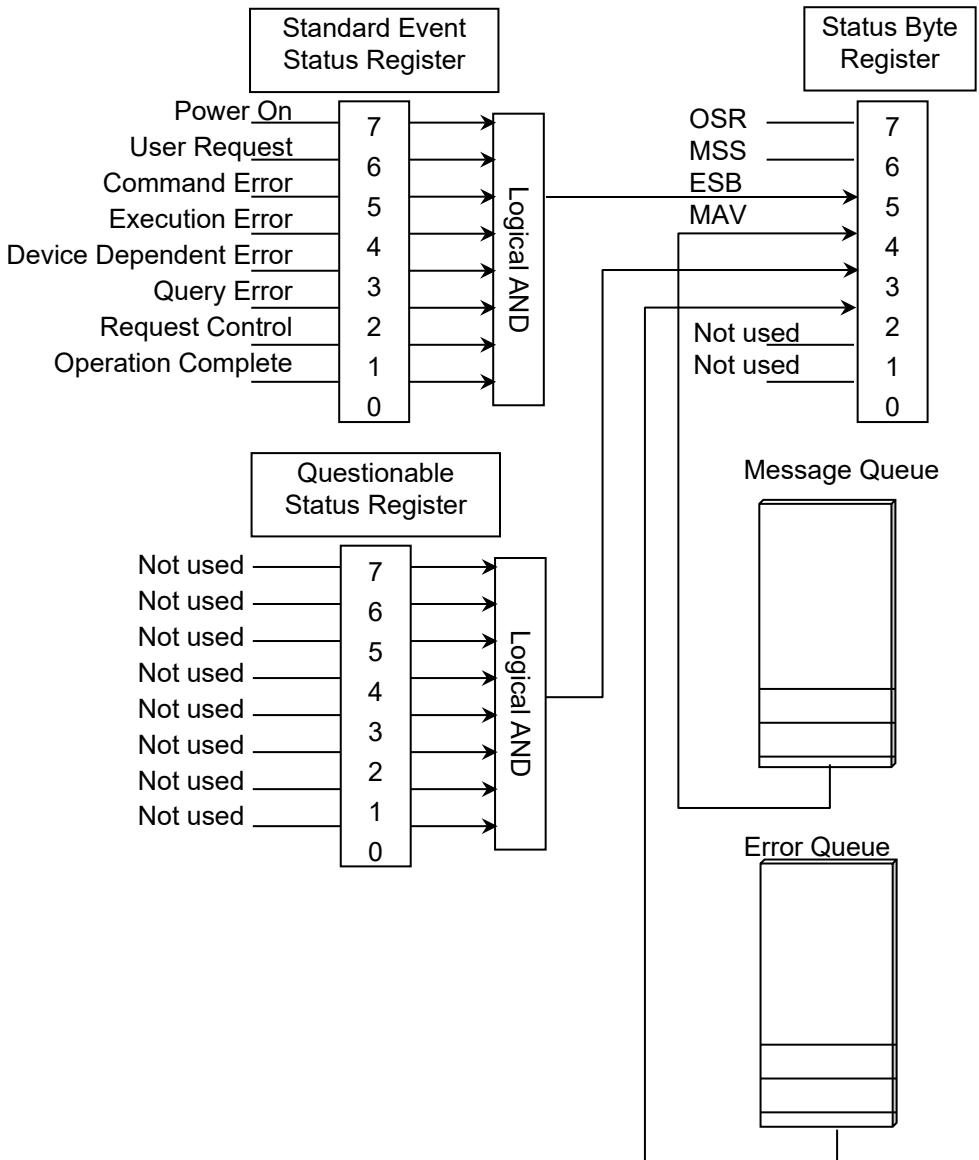 Standard Event
Status Register
Power On
User Request
Command Error
Execution Error
Device Dependent Error
Query Error
Request Control
Operation Complete
7
6
5
4
3
2
1
0
Logical AND
Status Byte
Register
OSR
MSS
ESB
MAV
Not used
Not used
7
6
5
4
3
2
1
0
Questionable
Status Register
Not used
Not used
Not used
Not used
Not used
Not used
Not used
Not used
7
6
5
4
3
2
1
0
Logical AND
Message Queue
Error Queue